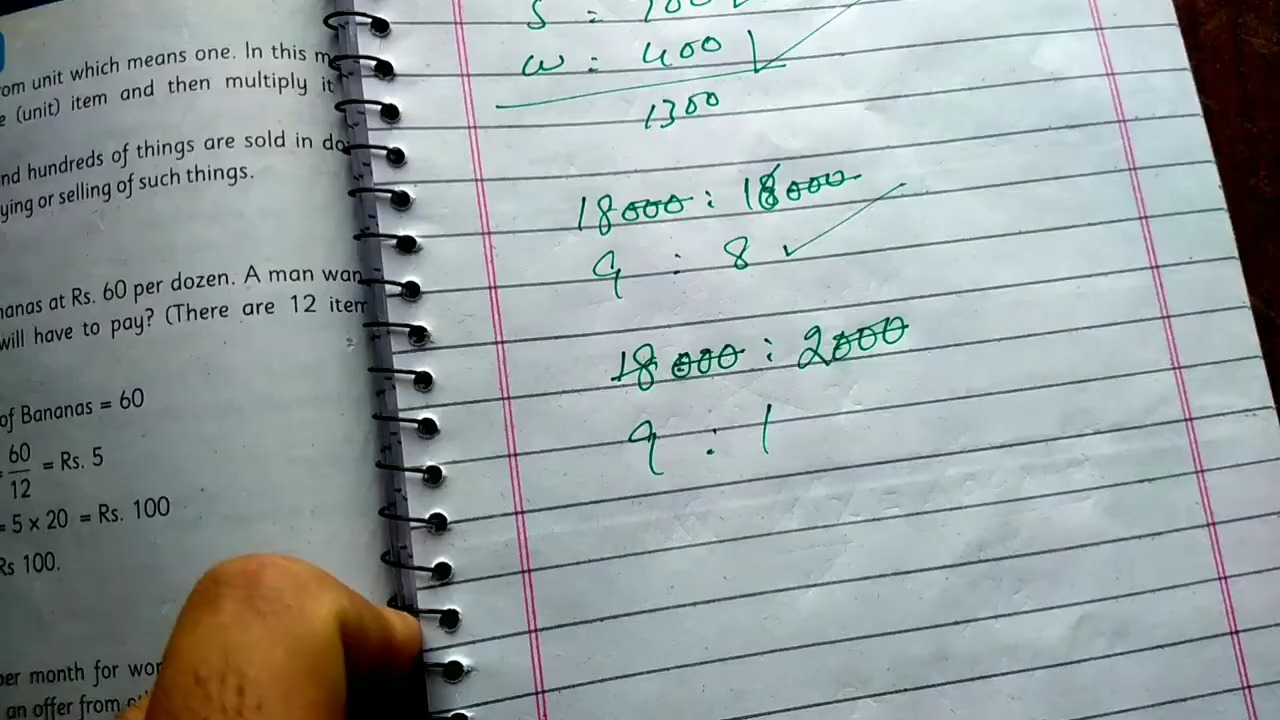 om unit which means one. In this m
e (unit) item and then multiply it
nd hundreds of things are sold in do
ying or selling of such things.
nanas at Rs. 60 per dozen. A man wan
will have to pay? (There are 12 item
of Bananas = 60
60
12
= Rs. 5
= 5 x 20 = Rs. 100
Rs 100.
per month for wor
an offer from
S =
w = 400
1300
18000 : 16000
9 : 8
18000 : 2000
9 : 1